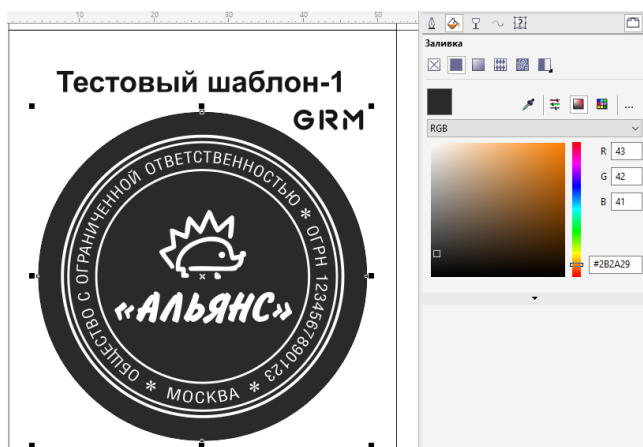 10 20 30 40 50
Заливка
Тестовый шаблон-1
GRM
RGB
R 43
G 42
B 41
#2B2A29
ОБЩЕСТВО С ОГРАНИЧЕННОЙ ОТВЕТСТВЕННОСТЬЮ * ОГРН 1234567890123
* МОСКВА *
«АЛЬЯНС»